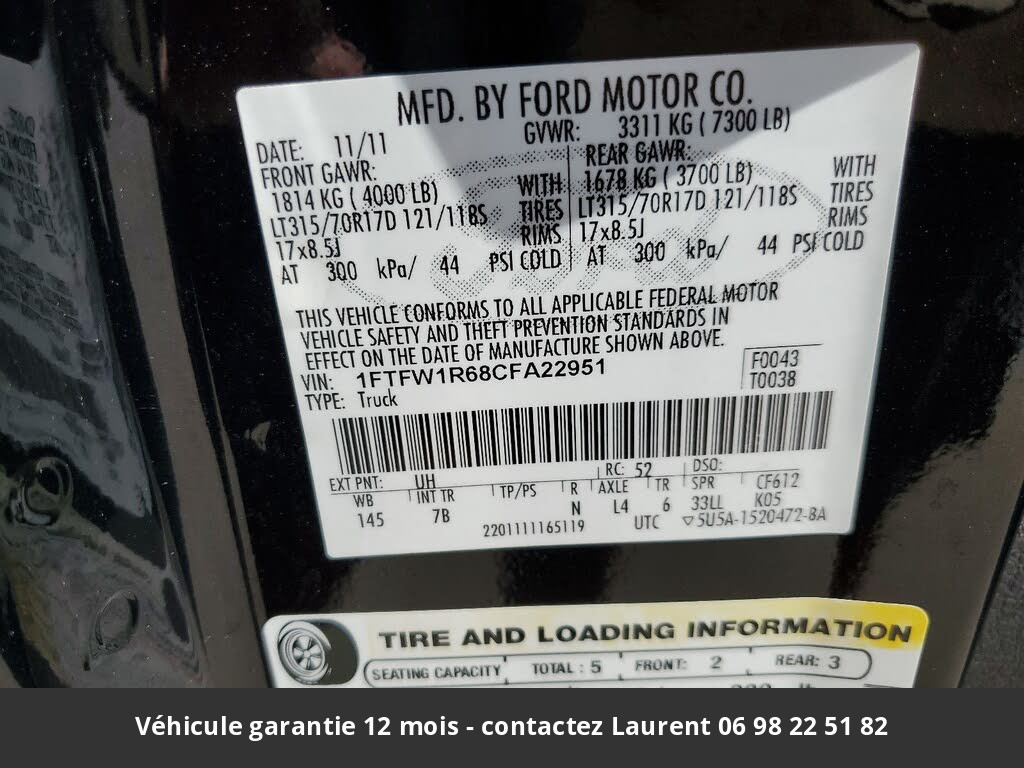 MFD. BY FORD MOTOR CO.
DATE: 11/11 GVWR: 3311 KG ( 7300 LB)
FRONT GAWR: REAR GAWR:
1814 KG ( 4000 LB) WITH 1678 KG ( 3700 LB) WITH
LT315/70R17D 121/118S TIRES LT315/70R17D 121/118S TIRES
17x8.5J RIMS 17x8.5J RIMS
AT 300 kPa/ 44 PSI COLD AT 300 kPa/ 44 PSI COLD
THIS VEHICLE CONFORMS TO ALL APPLICABLE FEDERAL MOTOR
VEHICLE SAFETY AND THEFT PREVENTION STANDARDS IN
EFFECT ON THE DATE OF MANUFACTURE SHOWN ABOVE.
VIN: 1FTFW1R68CFA22951 F0043
TYPE: Truck T0038
EXT PNT: UH RC: 52 DSO:
WB INT TR TP/PS R AXLE TR SPR CF612
145 7B N L4 6 33LL K05
2201111165119 UTC ▽5U5A-1520472-BA
TIRE AND LOADING INFORMATION
SEATING CAPACITY TOTAL : 5 FRONT: 2 REAR: 3
Véhicule garantie 12 mois - contactez Laurent 06 98 22 51 82